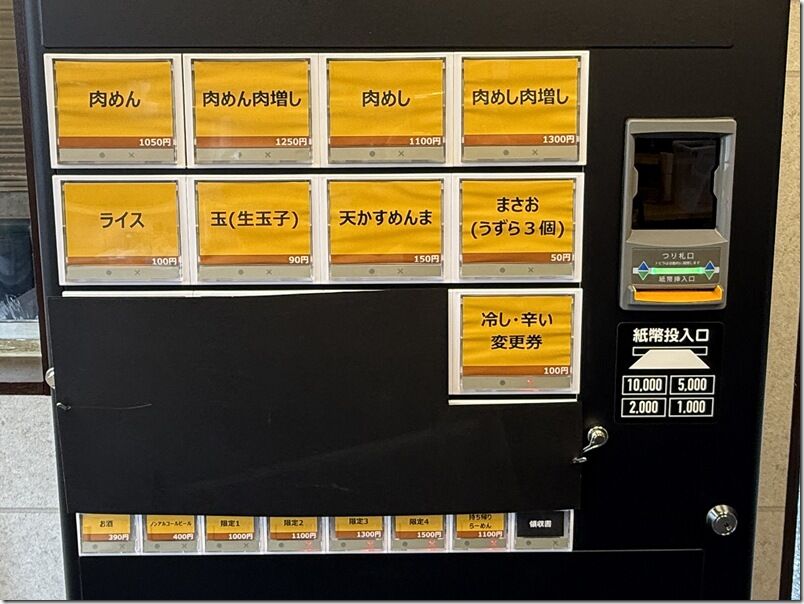 肉めん
1050円
肉めん肉増し
1250円
肉めし
1100円
肉めし肉増し
1300円
ライス
100円
玉(生玉子)
90円
天かすめんま
150円
まさお
(うずら3個)
50円
冷し・辛い
変更券
100円
つり札口
紙幣挿入口
紙幣投入口
10,000
5,000
2,000
1,000
お酒
390円
ノンアルコールビール
400円
限定1
1000円
限定2
1100円
限定3
1300円
限定4
1500円
持ち帰り
らーめん
1100円
領収書